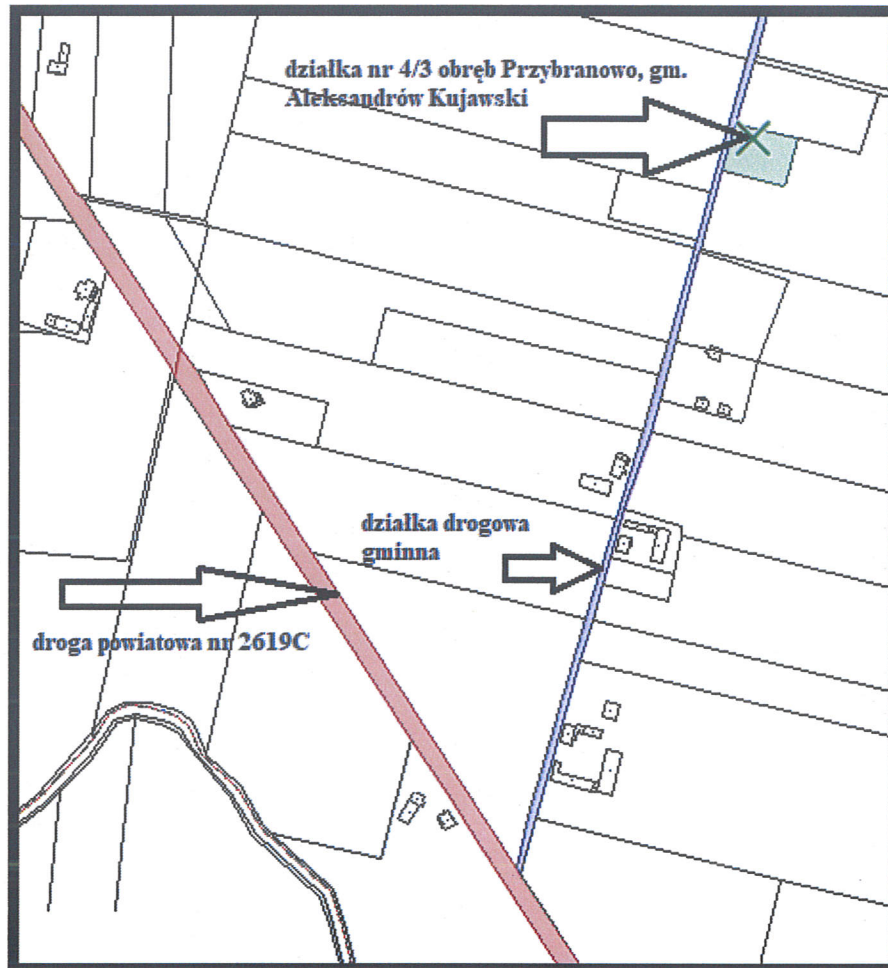 działka nr 4/3 obręb Przybranowo, gm.
Aleksandrów Kujawski
działka drogowa
gminna
droga powiatowa nr 2619C